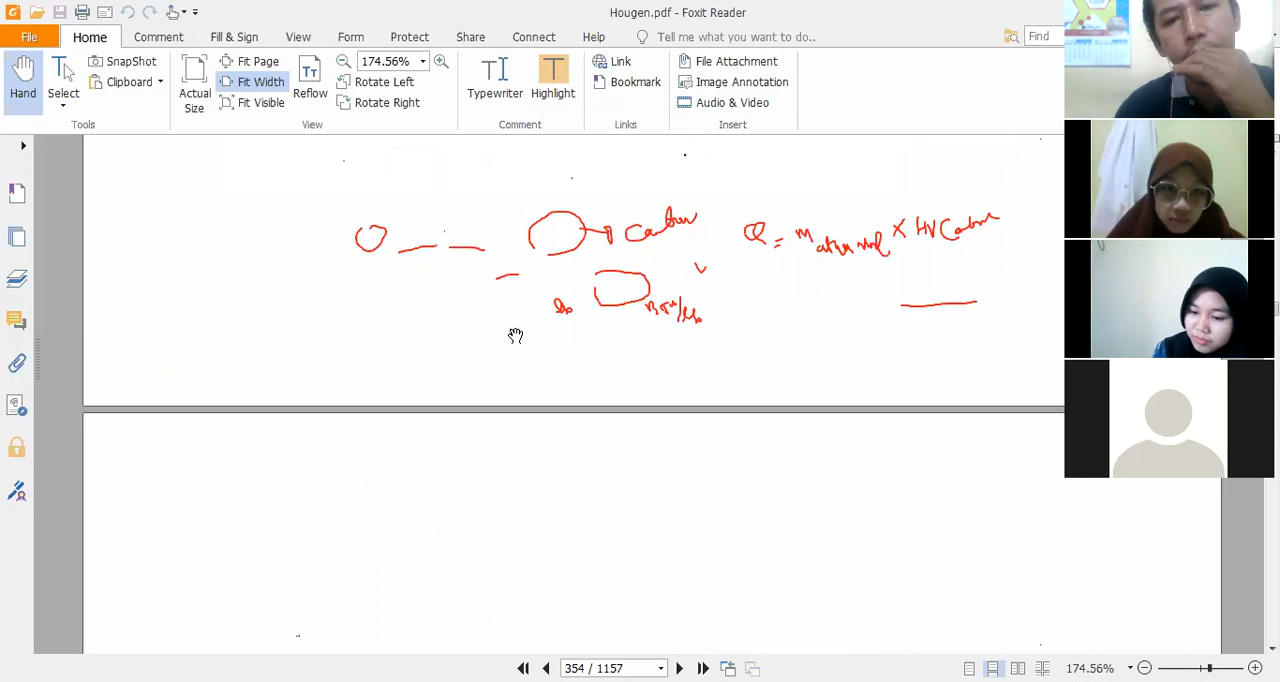 Hougen.pdf - Foxit Reader
File Home Comment Fill & Sign View Form Protect Share Connect Help Tell me what you want to do.. Find
Hand
Select
SnapShot
Clipboard
Tools
Actual Size
Fit Page
Fit Width
Fit Visible
Reflow
174.56%
Rotate Left
Rotate Right
View
Typewriter
Highlight
Comment
Link
Bookmark
Links
File Attachment
Image Annotation
Audio & Video
Insert
Carbon
Q = m x HV Carbon
lb
BTU/lb
354 / 1157
174.56%